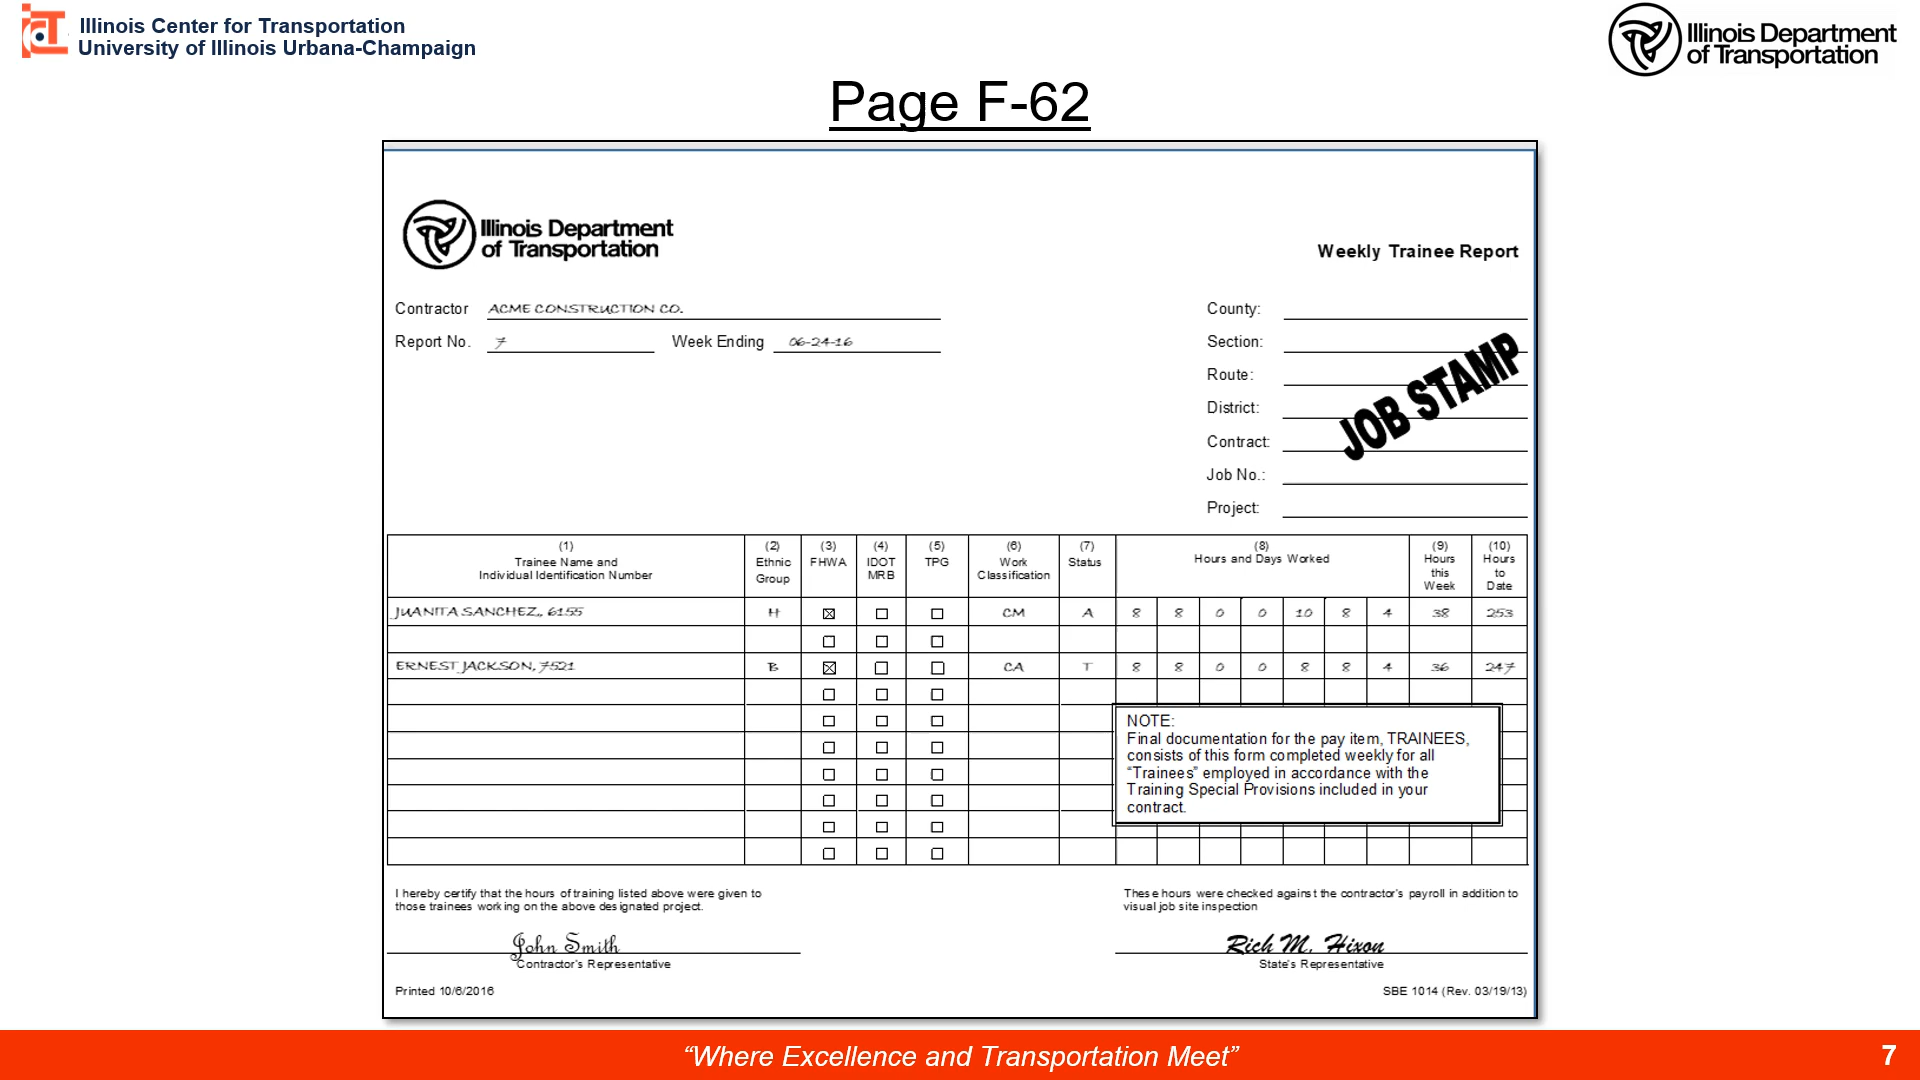 Illinois Center for Transportation
University of Illinois Urbana-Champaign
Illinois Department
of Transportation
Page F-62
Illinois Department
of Transportation
Weekly Trainee Report
Contractor ACME CONSTRUCTION CO.
Report No. 7 Week Ending 06-24-16
County:
Section:
Route:
District:
Contract:
Job No.:
Project:
JOB STAMP
(1) Trainee Name and Individual Identification Number (2) Ethnic Group (3) FHWA (4) IDOT MRB (5) TPG (6) Work Classification (7) Status (8) Hours and Days Worked (9) Hours this Week (10) Hours to Date
JUANITA SANCHEZ,, 6155 H ☒ ☐ ☐ CM A 8 8 0 0 10 8 4 38 253
☐ ☐ ☐
ERNEST JACKSON, 7521 B ☒ ☐ ☐ CA T 8 8 0 0 8 8 4 36 247
☐ ☐ ☐
☐ ☐ ☐
☐ ☐ ☐
☐ ☐ ☐
☐ ☐ ☐
☐ ☐ ☐
☐ ☐ ☐
NOTE:
Final documentation for the pay item, TRAINEES,
consists of this form completed weekly for all
“Trainees” employed in accordance with the
Training Special Provisions included in your
contract.
I hereby certify that the hours of training listed above were given to
those trainees working on the above designated project.
John Smith
Contractor's Representative
These hours were checked against the contractor's payroll in addition to
visual job site inspection
Rich M. Hixon
State's Representative
Printed 10/6/2016
SBE 1014 (Rev. 03/19/13)
“Where Excellence and Transportation Meet”
7